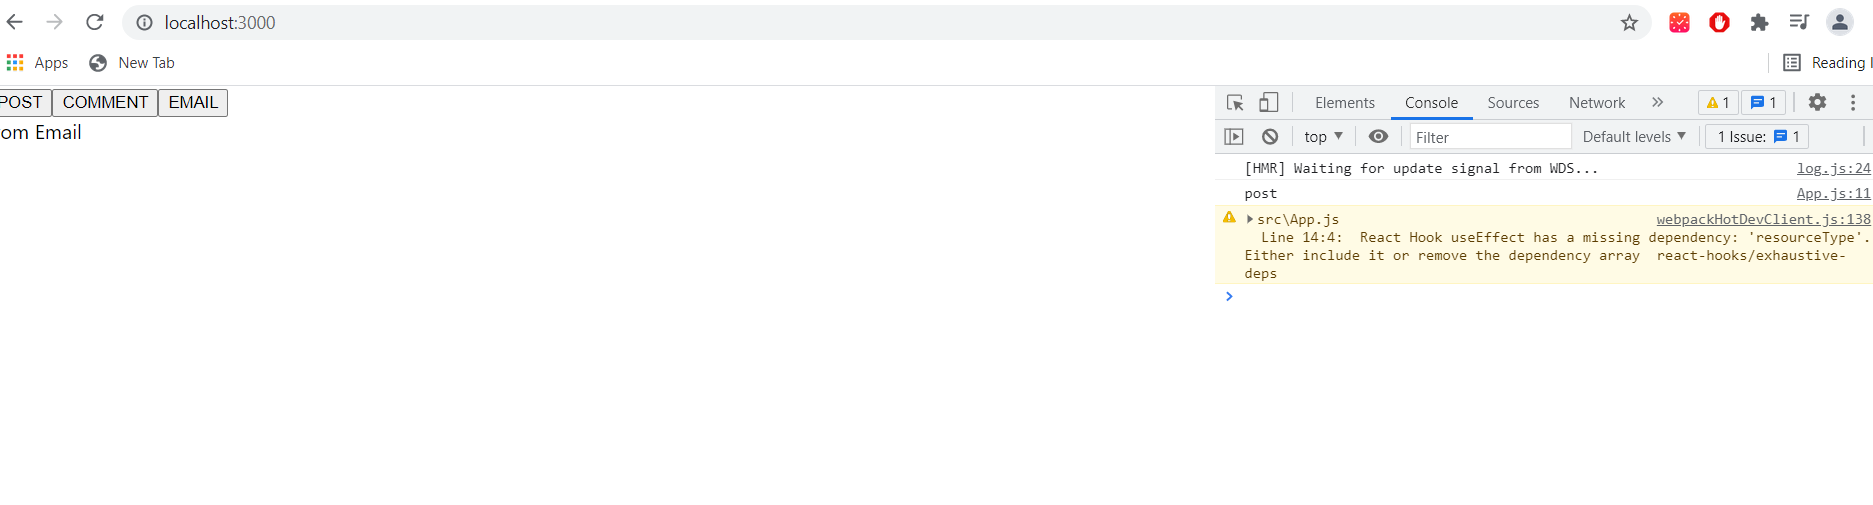 localhost:3000
Apps New Tab Reading l
POST COMMENT EMAIL
rom Email
Elements Console Sources Network 1 1
top Filter Default levels 1 Issue: 1
[HMR] Waiting for update signal from WDS... log.js:24
post App.js:11
src\App.js webpackHotDevClient.js:138
Line 14:4: React Hook useEffect has a missing dependency: 'resourceType'.
Either include it or remove the dependency array react-hooks/exhaustive-
deps